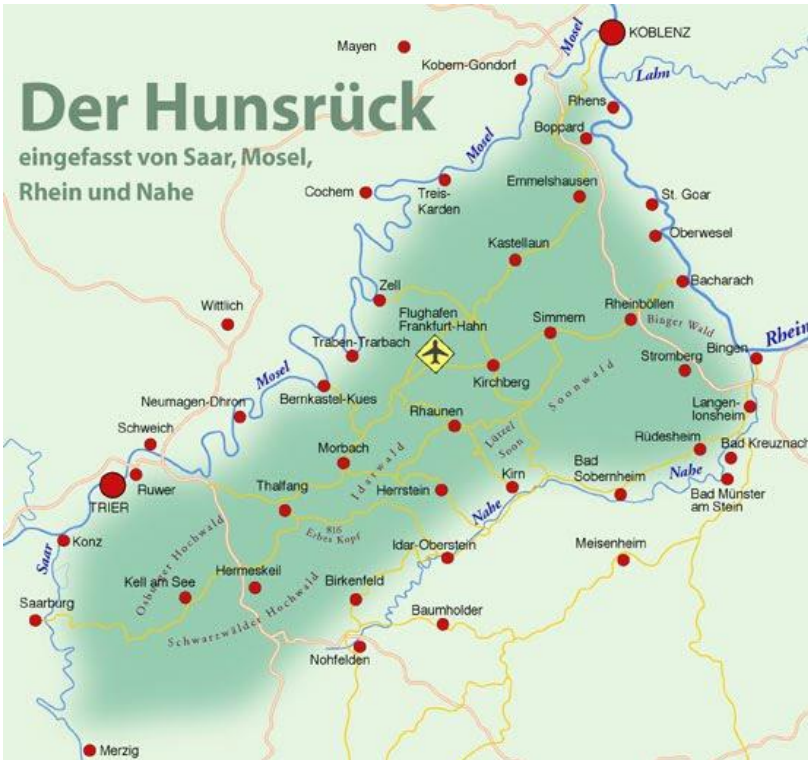 KOBLENZ
Mosel
Mayen
Kobern-Gondorf
Lahn
Der Hunsrück
eingefasst von Saar, Mosel,
Rhein und Nahe
Rhens
Boppard
Mosel
Cochem
Treis-
Karden
Emmelshausen
St. Goar
Oberwesel
Kastellaun
Bacharach
Zell
Wittlich
Flughafen
Frankfurt-Hahn
Simmern
Rheinböllen
Binger Wald
Rhein
Traben-Trarbach
Stromberg
Bingen
Mosel
Kirchberg
Soonwald
Bernkastel-Kues
Neumagen-Dhron
Langen-
lonsheim
Rhaunen
Lützel
Soon
Schweich
Rüdesheim
Bad Kreuznach
Morbach
Idarwald
Bad
Sobernheim
Nahe
Kirn
Ruwer
TRIER
Thalfang
Herrstein
Bad Münster
am Stein
Nahe
816
Erbes Kopf
Konz
Saar
Osburger Hochwald
Idar-Oberstein
Meisenheim
Hermeskeil
Kell am See
Birkenfeld
Saarburg
Schwarzwälder Hochwald
Baumholder
Nohfelden
Merzig